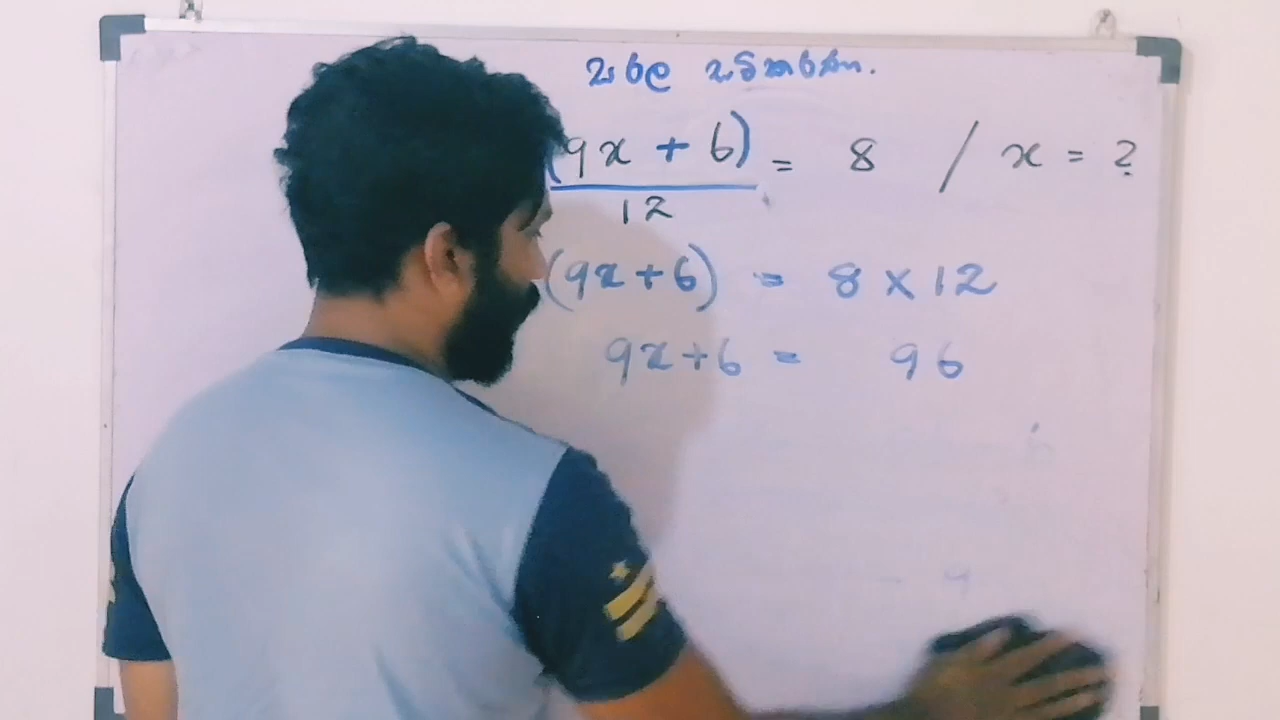 සරල සමීකරණ.
(9x + 6) = 8 / x = ?
12
(9x+6) = 8 × 12
9x+6 = 96